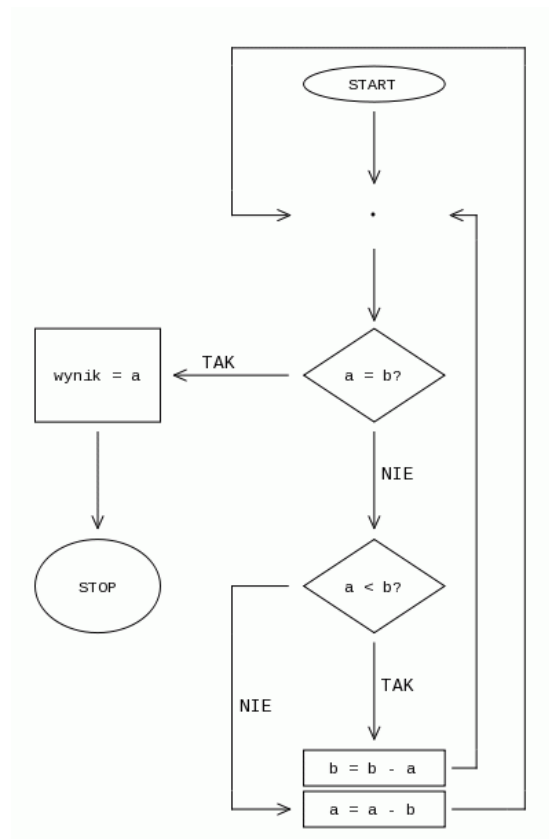 START
TAK
wynik = a
a = b?
NIE
STOP
a < b?
TAK
NIE
b = b - a
a = a - b